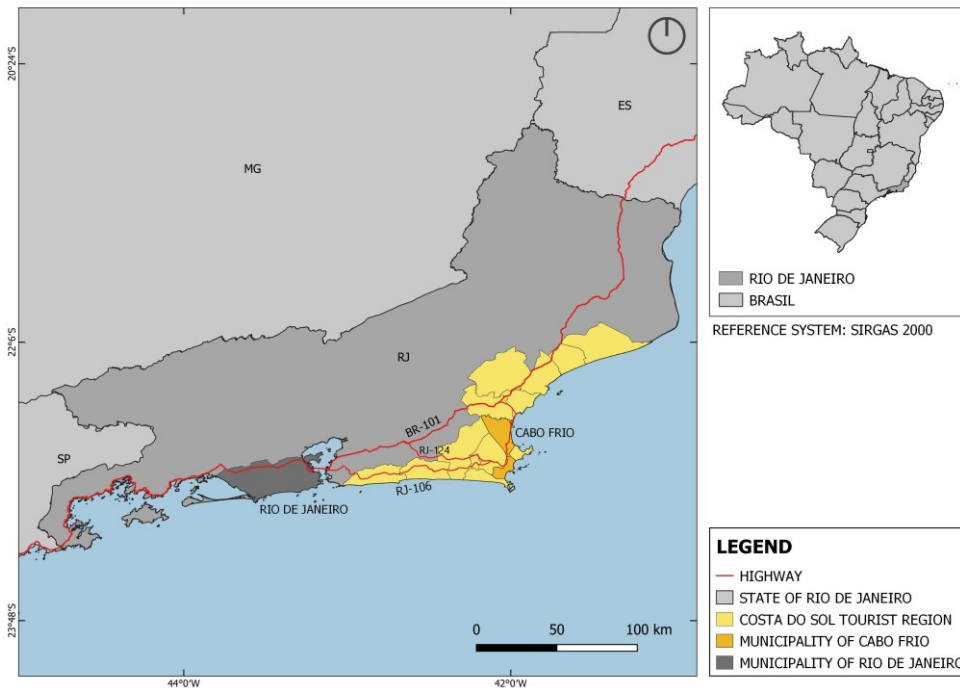 20°24'S
22°6'S
23°48'S
44°0'W
42°0'W
MG
ES
RJ
SP
BR-101
RJ-124
RJ-106
CABO FRIO
RIO DE JANEIRO
0 50 100 km
RIO DE JANEIRO
BRASIL
REFERENCE SYSTEM: SIRGAS 2000
LEGEND
HIGHWAY
STATE OF RIO DE JANEIRO
COSTA DO SOL TOURIST REGION
MUNICIPALITY OF CABO FRIO
MUNICIPALITY OF RIO DE JANEIRO